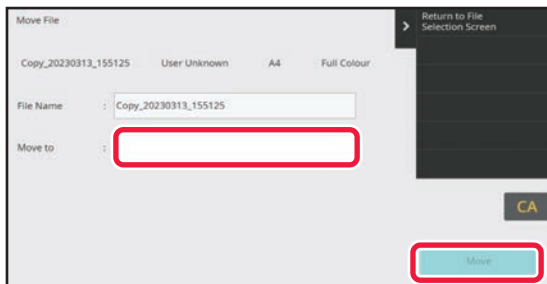 Move File
Return to File
Selection Screen
Copy_20230313_155125 User Unknown A4 Full Colour
File Name : Copy_20230313_155125
Move to :
CA
Move